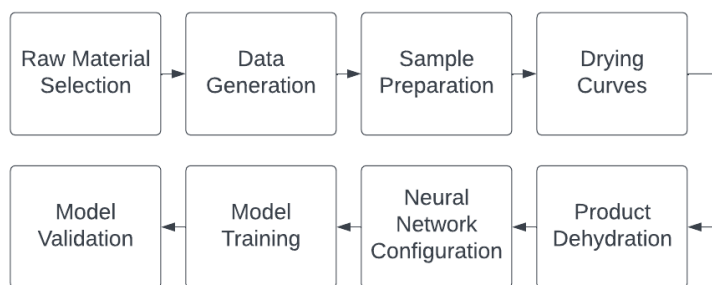 Raw Material
Selection
Data
Generation
Sample
Preparation
Drying
Curves
Product
Dehydration
Neural
Network
Configuration
Model
Training
Model
Validation